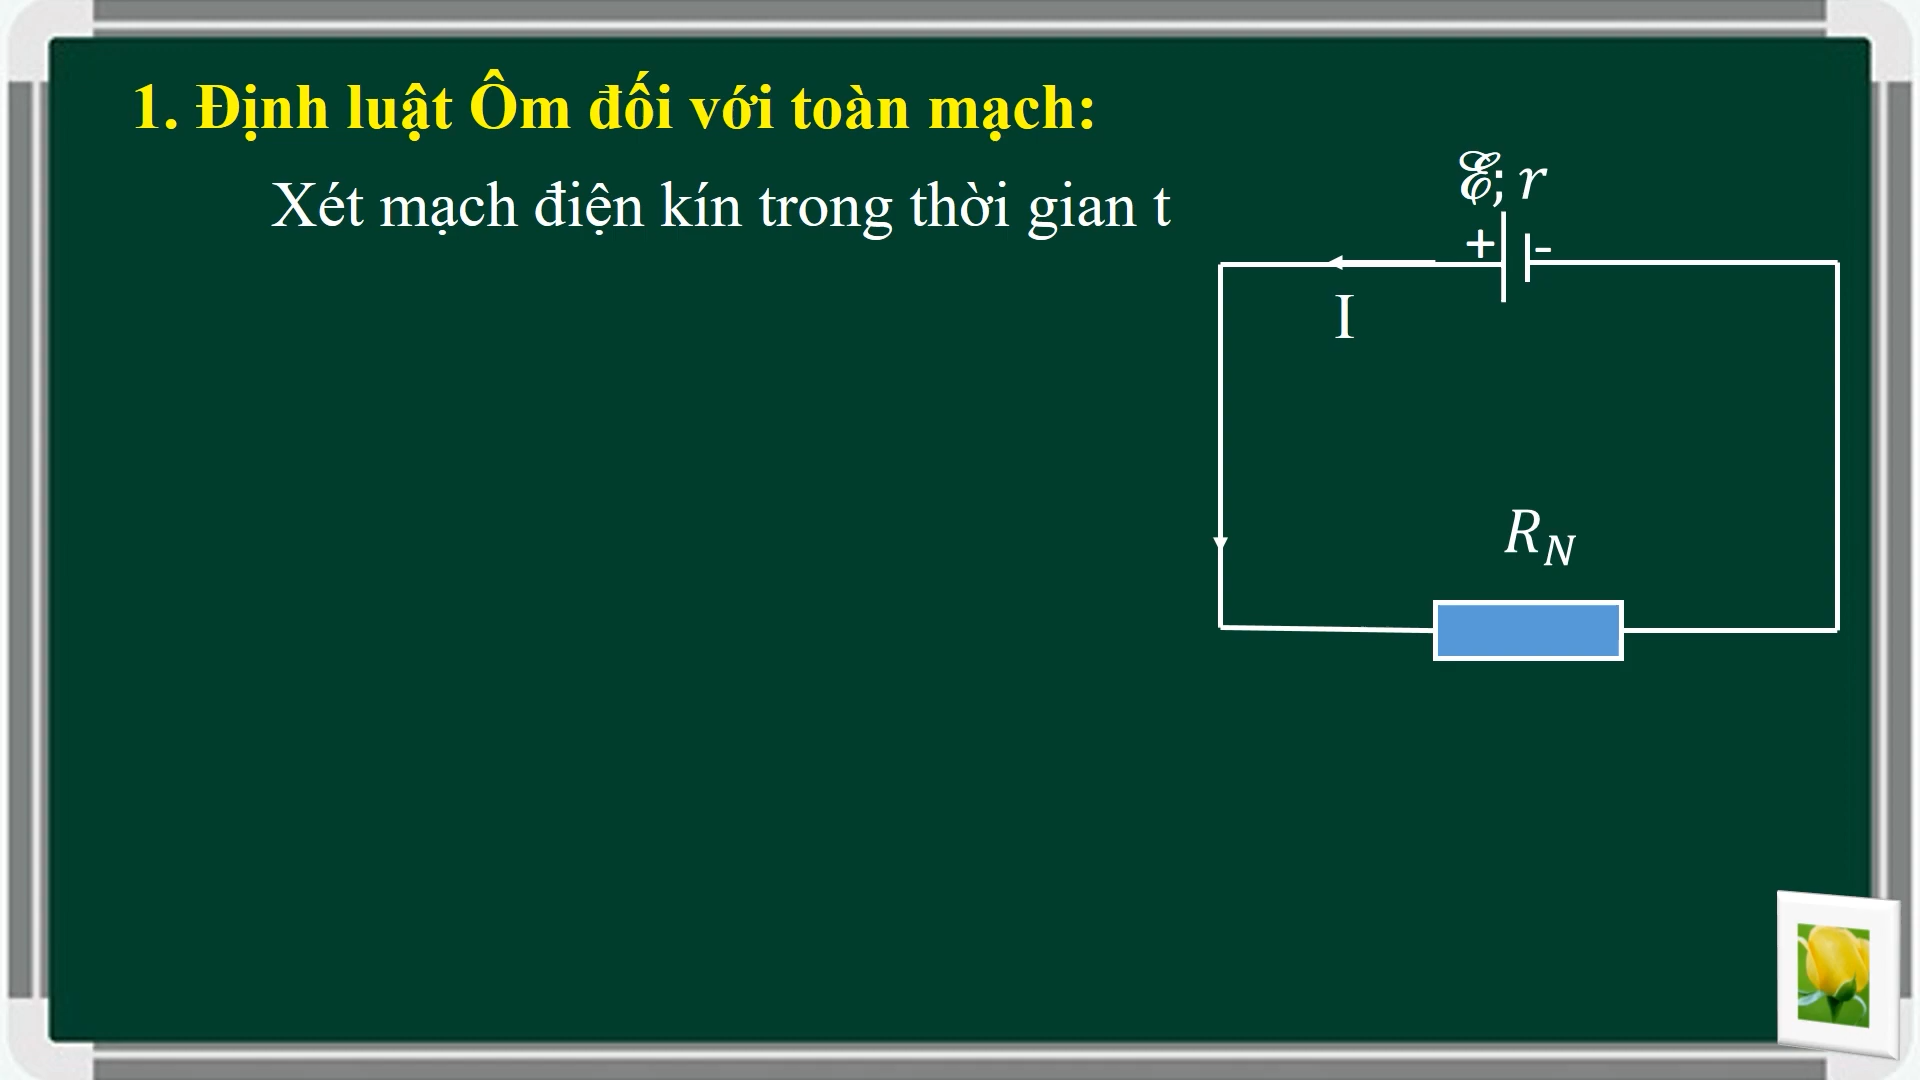 1. Định luật Ôm đối với toàn mạch:
Xét mạch điện kín trong thời gian t
ℰ; r
+ -
I
R_N